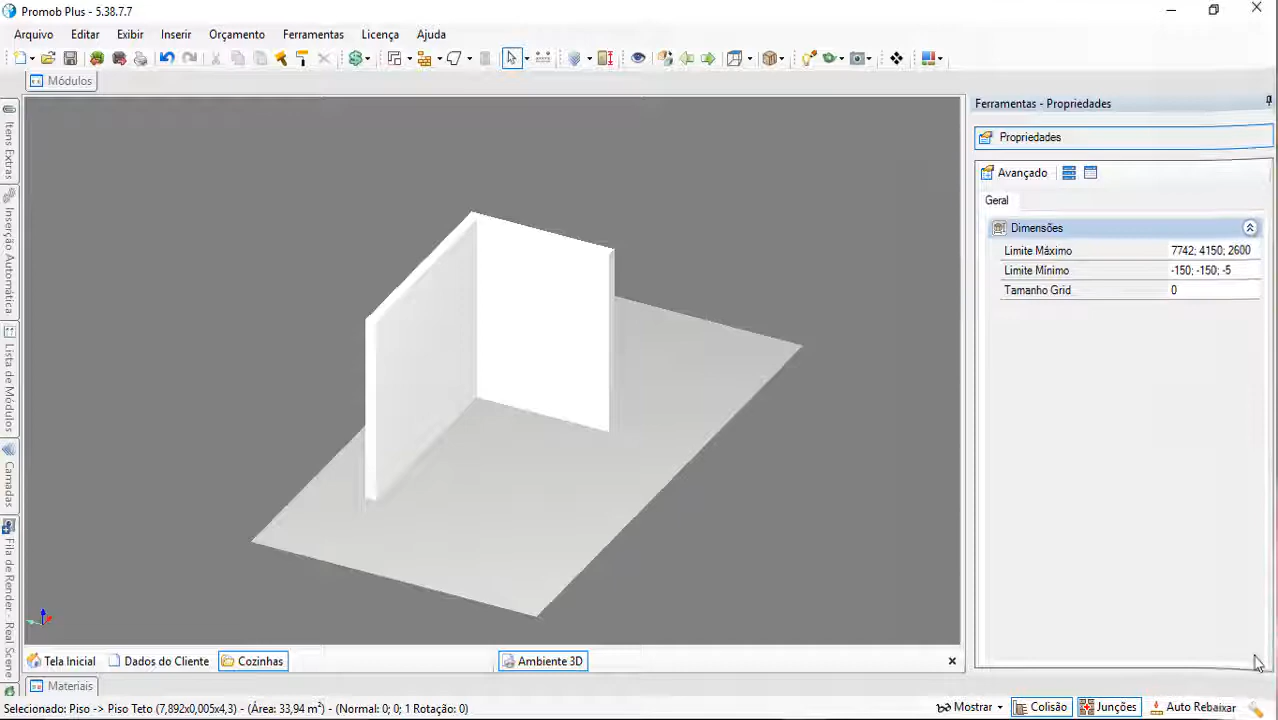 Promob Plus - 5.38.7.7
Arquivo Editar Exibir Inserir Orçamento Ferramentas Licença Ajuda
Módulos
Itens Extras
Inserção Automática
Lista de Módulos
Camadas
Fila de Render - Real Scene
Ferramentas - Propriedades
Propriedades
Avançado
Geral
Dimensões
Limite Máximo 7742; 4150; 2600
Limite Mínimo -150; -150; -5
Tamanho Grid 0
Tela Inicial Dados do Cliente Cozinhas Ambiente 3D
Materiais
Selecionado: Piso -> Piso Teto (7,892x0,005x4,3) - (Área: 33,94 m²) - (Normal: 0; 0; 1 Rotação: 0) Mostrar Colisão Junções Auto Rebaixar